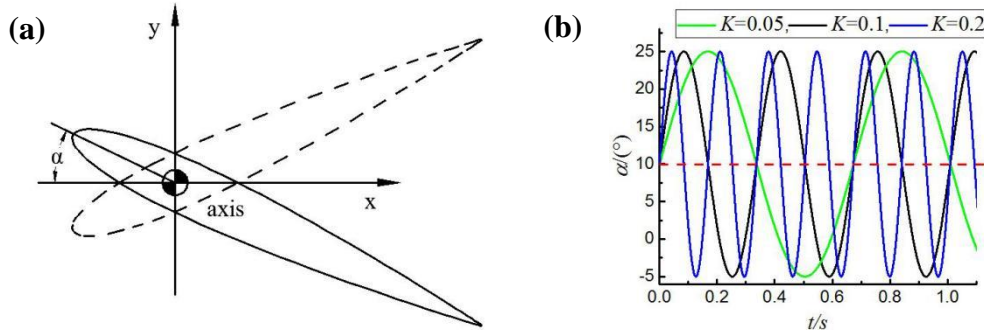 (a)
y
α
x
axis
(b)
K=0.05, K=0.1, K=0.2
α/(°)
25
20
15
10
5
0
-5
0.0 0.2 0.4 0.6 0.8 1.0
t/s